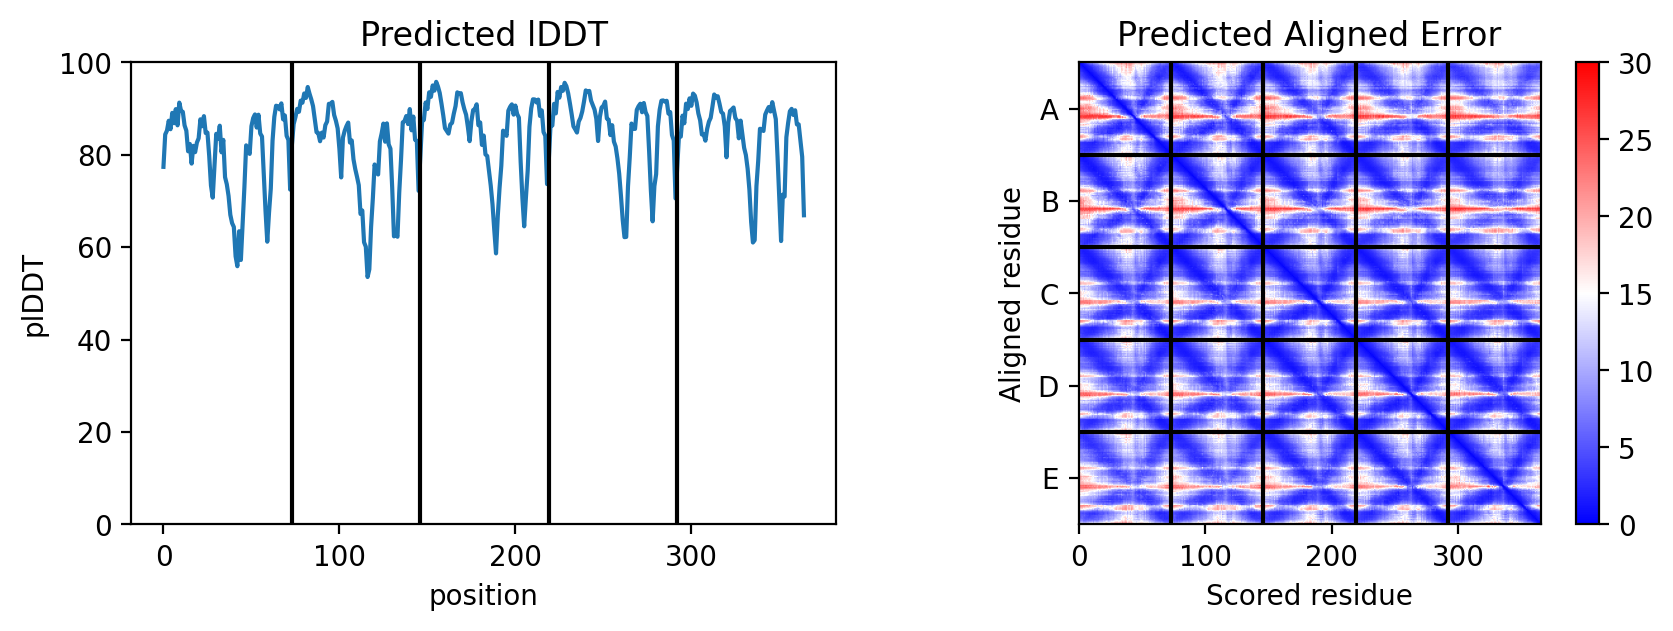 Predicted lDDT
100
80
60
40
20
0
plDDT
0 100 200 300
position
Predicted Aligned Error
A
B
C
D
E
Aligned residue
0 100 200 300
Scored residue
30
25
20
15
10
5
0